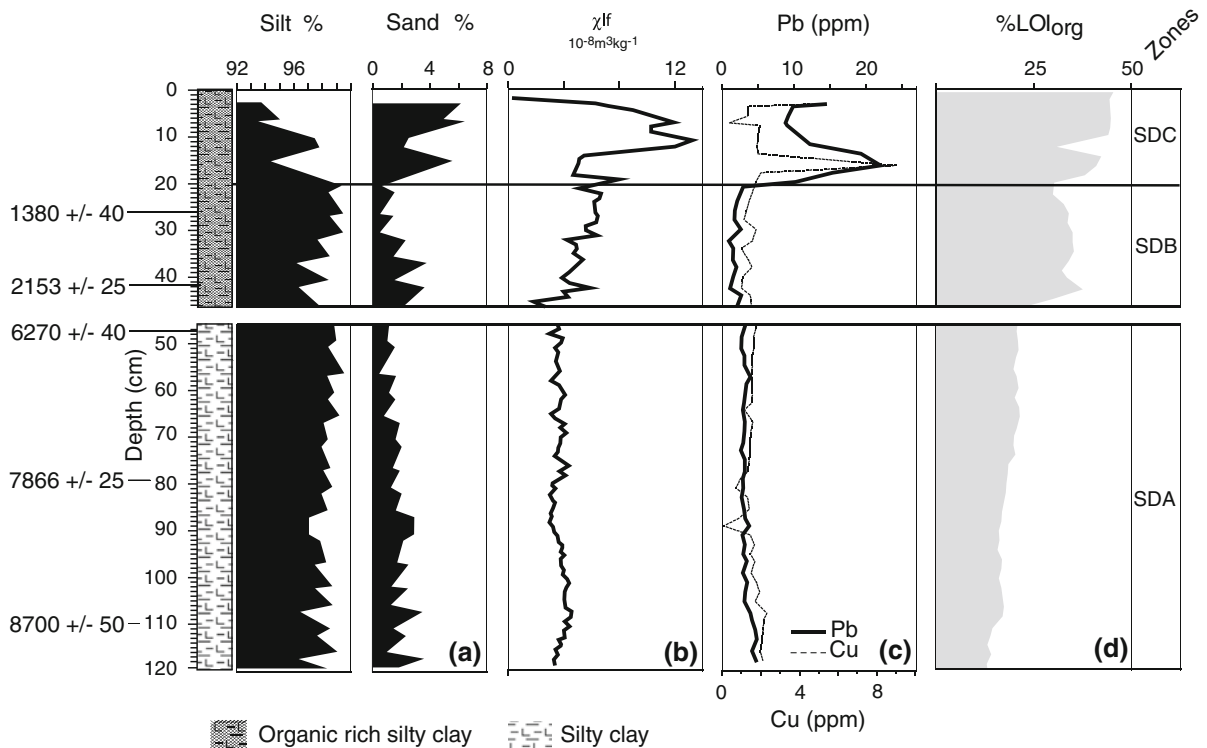 Silt % Sand % χlf Pb (ppm) %LOIorg Zones
10-8m3kg-1
92 96 0 4 8 0 12 0 10 20 25 50
0
10
20
30
40
1380 +/- 40
2153 +/- 25
SDC
SDB
6270 +/- 40
7866 +/- 25
8700 +/- 50
Depth (cm)
50
60
70
80
90
100
110
120
SDA
(a) (b) (c) (d)
Pb
Cu
0 4 8
Cu (ppm)
Organic rich silty clay Silty clay